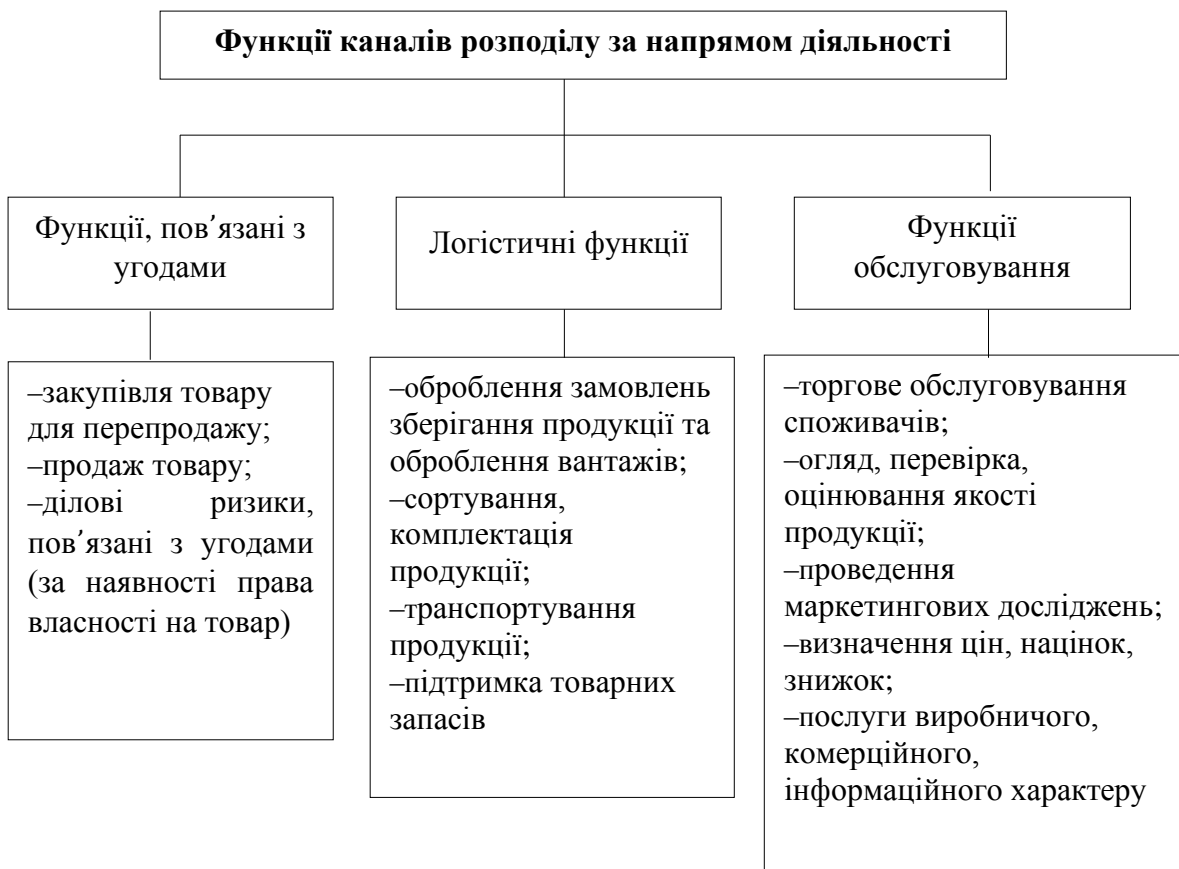 Функції каналів розподілу за напрямом діяльності
Функції, пов’язані з
угодами
Логістичні функції
Функції
обслуговування
–закупівля товару
для перепродажу;
–продаж товару;
–ділові ризики,
пов’язані з угодами
(за наявності права
власності на товар)
–оброблення замовлень
зберігання продукції та
оброблення вантажів;
–сортування,
комплектація
продукції;
–транспортування
продукції;
–підтримка товарних
запасів
–торгове обслуговування
споживачів;
–огляд, перевірка,
оцінювання якості
продукції;
–проведення
маркетингових досліджень;
–визначення цін, націнок,
знижок;
–послуги виробничого,
комерційного,
інформаційного характеру